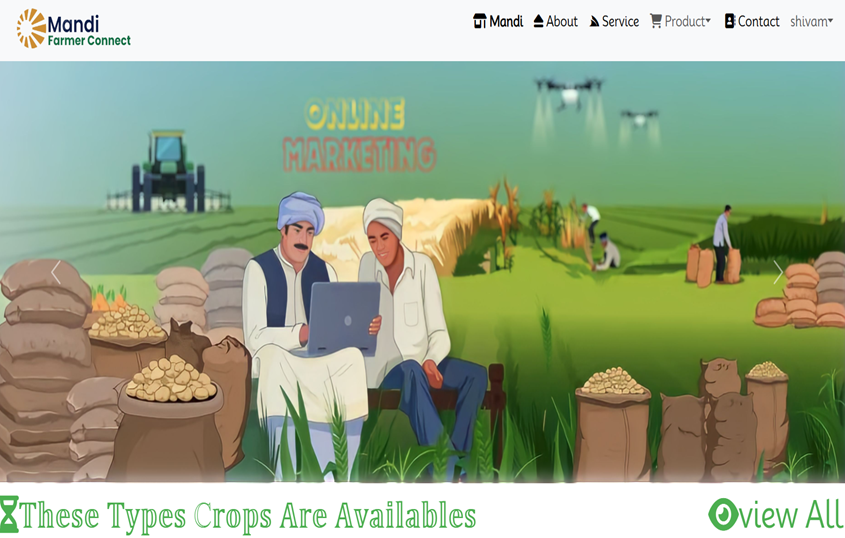 Mandi
Farmer Connect
Mandi About Service Product Contact shivam
ONLINE
MARKETING
These Types Crops Are Availables
view All